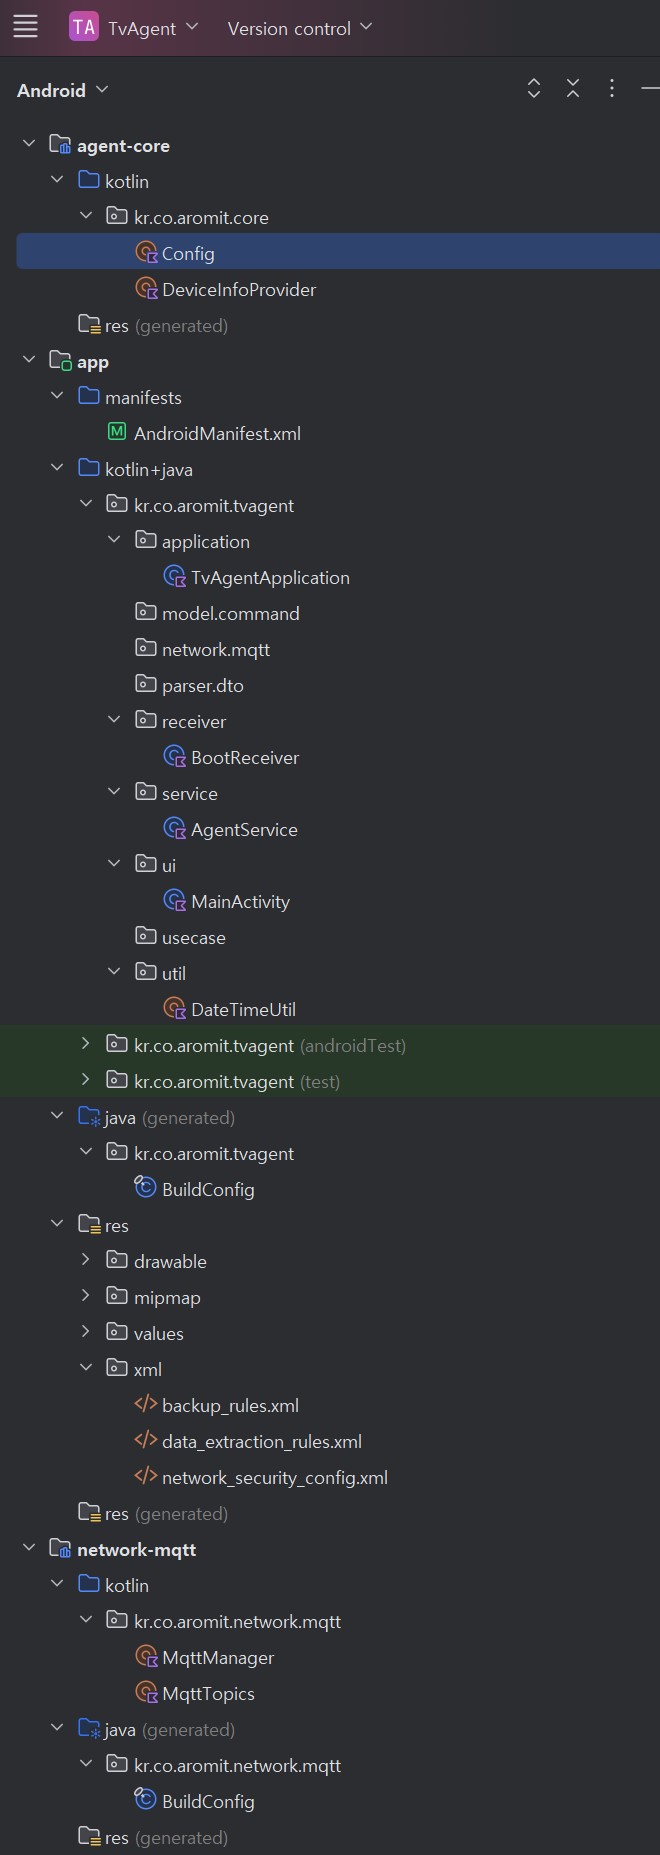 TA TvAgent Version control
Android
agent-core
kotlin
kr.co.aromit.core
Config
DeviceInfoProvider
res (generated)
app
manifests
M AndroidManifest.xml
kotlin+java
kr.co.aromit.tvagent
application
TvAgentApplication
model.command
network.mqtt
parser.dto
receiver
BootReceiver
service
AgentService
ui
MainActivity
usecase
util
DateTimeUtil
kr.co.aromit.tvagent (androidTest)
kr.co.aromit.tvagent (test)
java (generated)
kr.co.aromit.tvagent
BuildConfig
res
drawable
mipmap
values
xml
backup_rules.xml
data_extraction_rules.xml
network_security_config.xml
res (generated)
network-mqtt
kotlin
kr.co.aromit.network.mqtt
MqttManager
MqttTopics
java (generated)
kr.co.aromit.network.mqtt
BuildConfig
res (generated)